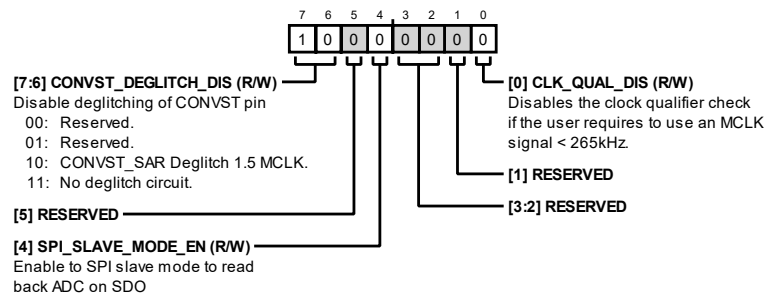 7 6 5 4 3 2 1 0
1 0 0 0 0 0 0 0
[7:6] CONVST_DEGLITCH_DIS (R/W)
Disable deglitching of CONVST pin
00: Reserved.
01: Reserved.
10: CONVST_SAR Deglitch 1.5 MCLK.
11: No deglitch circuit.
[5] RESERVED
[4] SPI_SLAVE_MODE_EN (R/W)
Enable to SPI slave mode to read
back ADC on SDO
[0] CLK_QUAL_DIS (R/W)
Disables the clock qualifier check
if the user requires to use an MCLK
signal < 265kHz.
[1] RESERVED
[3:2] RESERVED